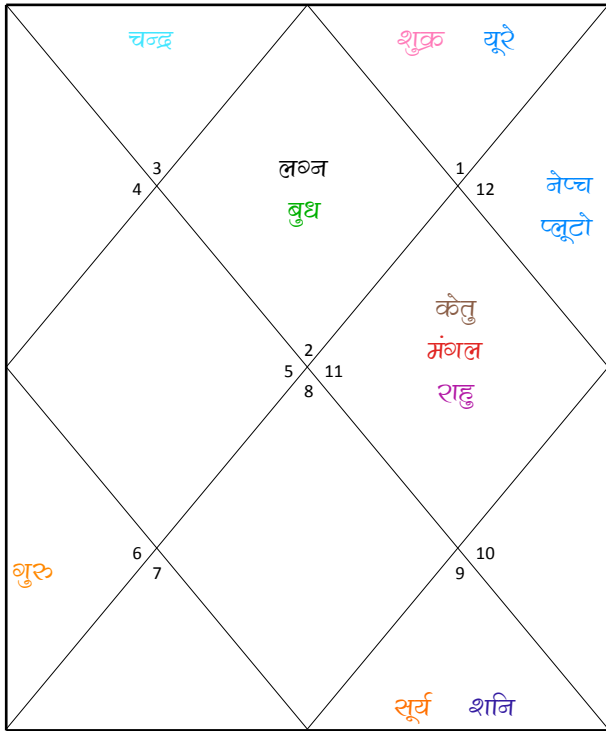 चन्द्र
शुक्र यूरे
3
1
लग्न
4
12
नेप्च
बुध
प्लूटो
केतु
2
मंगल
5
11
8
राहु
6
10
7
9
गुरु
सूर्य शनि